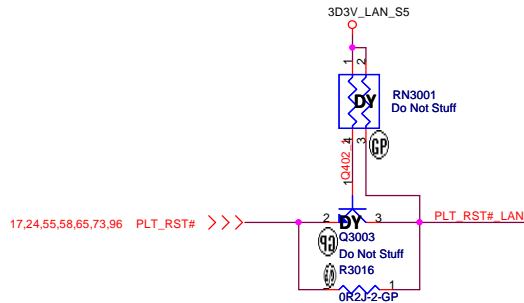 3D3V_LAN_S5
1
2
RN3001
DY
Do Not Stuff
4
3
GP
Q402_1
17,24,55,58,65,73,96 PLT_RST#
2
3
PLT_RST#_LAN
DY
GP
Q3003
Do Not Stuff
GP
R3016
2
1
0R2J-2-GP